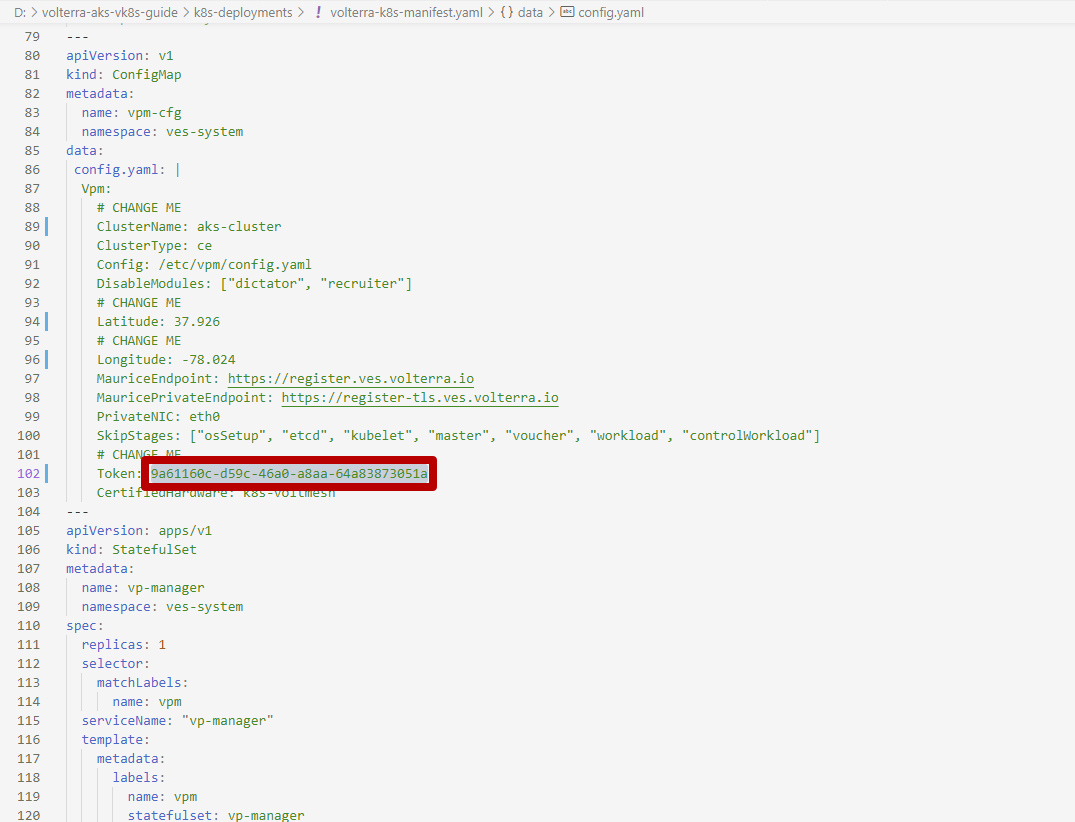 D: > volterra-aks-vk8s-guide > k8s-deployments > ! volterra-k8s-manifest.yaml > {} data > abc config.yaml
79 ---
80 apiVersion: v1
81 kind: ConfigMap
82 metadata:
83   name: vpm-cfg
84   namespace: ves-system
85 data:
86  config.yaml: |
87   Vpm:
88     # CHANGE ME
89     ClusterName: aks-cluster
90     ClusterType: ce
91     Config: /etc/vpm/config.yaml
92     DisableModules: ["dictator", "recruiter"]
93     # CHANGE ME
94     Latitude: 37.926
95     # CHANGE ME
96     Longitude: -78.024
97     MauriceEndpoint: https://register.ves.volterra.io
98     MauricePrivateEndpoint: https://register-tls.ves.volterra.io
99     PrivateNIC: eth0
100     SkipStages: ["osSetup", "etcd", "kubelet", "master", "voucher", "workload", "controlWorkload"]
101     # CHANGE ME
102     Token: 9a61160c-d59c-46a0-a8aa-64a83873051a
103     CertifiedHardware: k8s-voltmesh
104 ---
105 apiVersion: apps/v1
106 kind: StatefulSet
107 metadata:
108   name: vp-manager
109   namespace: ves-system
110 spec:
111   replicas: 1
112   selector:
113     matchLabels:
114       name: vpm
115   serviceName: "vp-manager"
116   template:
117     metadata:
118       labels:
119         name: vpm
120         statefulset: vp-manager